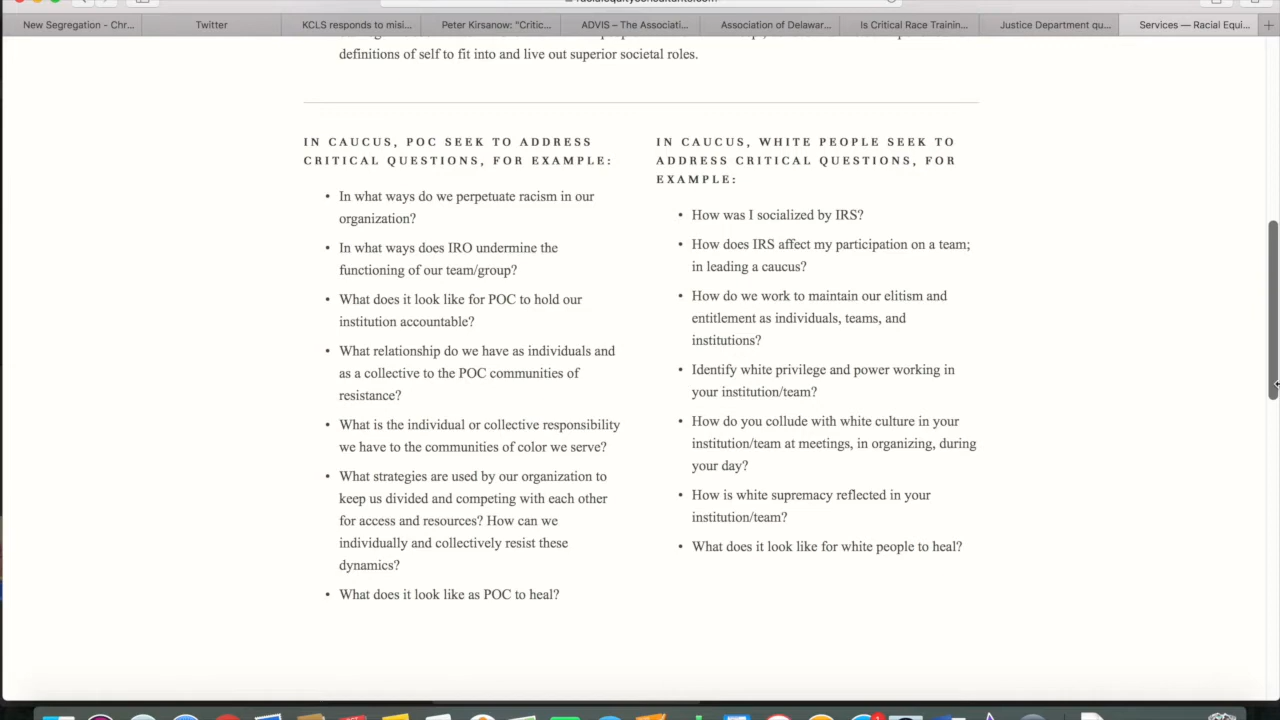 New Segregation - Chr...
Twitter
KCLS responds to misi...
Peter Kirsanow: "Critic...
ADVIS – The Associati...
Association of Delawar...
Is Critical Race Trainin...
Justice Department qu...
Services — Racial Equi...
definitions of self to fit into and live out superior societal roles.
IN CAUCUS, POC SEEK TO ADDRESS
CRITICAL QUESTIONS, FOR EXAMPLE:
• In what ways do we perpetuate racism in our
organization?
• In what ways does IRO undermine the
functioning of our team/group?
• What does it look like for POC to hold our
institution accountable?
• What relationship do we have as individuals and
as a collective to the POC communities of
resistance?
• What is the individual or collective responsibility
we have to the communities of color we serve?
• What strategies are used by our organization to
keep us divided and competing with each other
for access and resources? How can we
individually and collectively resist these
dynamics?
• What does it look like as POC to heal?
IN CAUCUS, WHITE PEOPLE SEEK TO
ADDRESS CRITICAL QUESTIONS, FOR
EXAMPLE:
• How was I socialized by IRS?
• How does IRS affect my participation on a team;
in leading a caucus?
• How do we work to maintain our elitism and
entitlement as individuals, teams, and
institutions?
• Identify white privilege and power working in
your institution/team?
• How do you collude with white culture in your
institution/team at meetings, in organizing, during
your day?
• How is white supremacy reflected in your
institution/team?
• What does it look like for white people to heal?